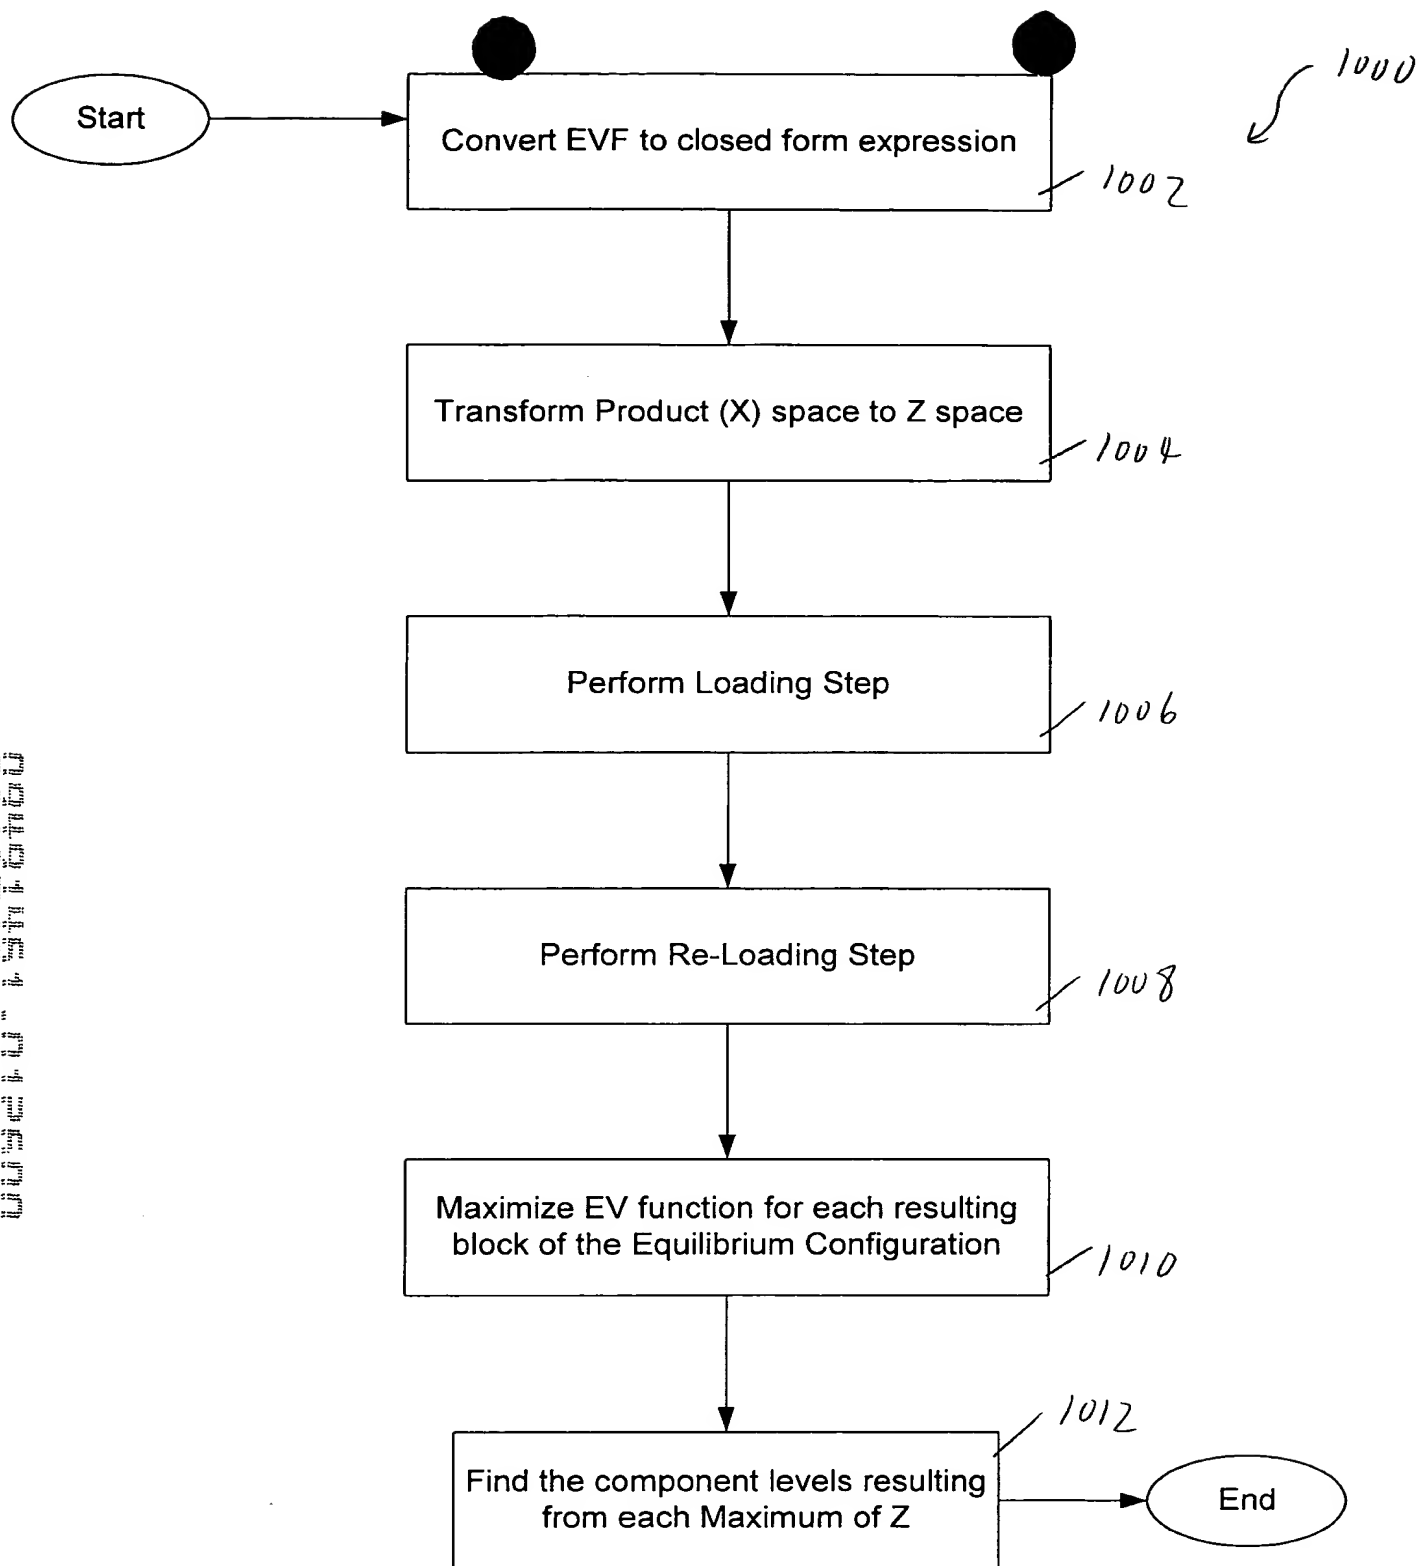 1000
Start
Convert EVF to closed form expression
1002
Transform Product (X) space to Z space
1004
Perform Loading Step
1006
Perform Re-Loading Step
1008
Maximize EV function for each resulting
block of the Equilibrium Configuration
1010
1012
Find the component levels resulting
from each Maximum of Z
End